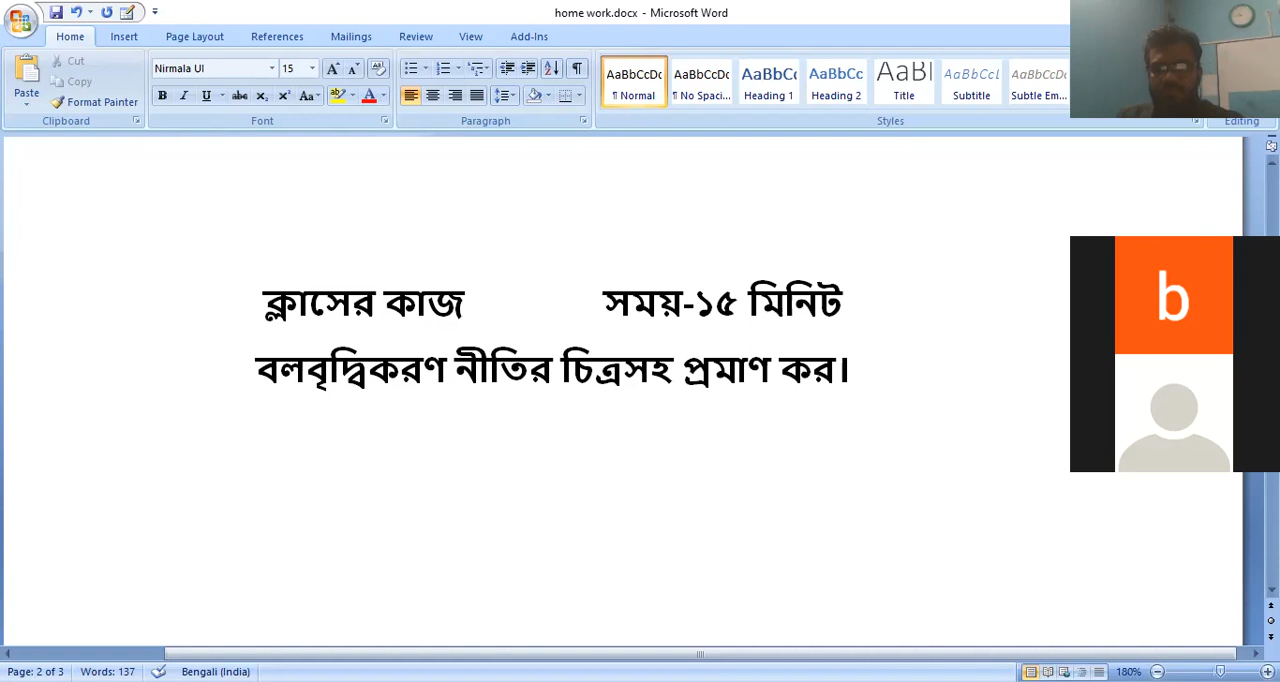 home work.docx - Microsoft Word
Home Insert Page Layout References Mailings Review View Add-Ins
Cut
Copy
Paste
Format Painter
Clipboard
Nirmala UI 15
Font
Paragraph
AaBbCcDc AaBbCcDc AaBbCc AaBbCc AaBl AaBbCcL AaBbCcDc
¶ Normal ¶ No Spaci... Heading 1 Heading 2 Title Subtitle Subtle Em...
Styles
Editing
ক্লাসের কাজ সময়-১৫ মিনিট
বলবৃদ্বিকরণ নীতির চিত্রসহ প্রমাণ কর।
b
Page: 2 of 3 Words: 137 Bengali (India) 180%